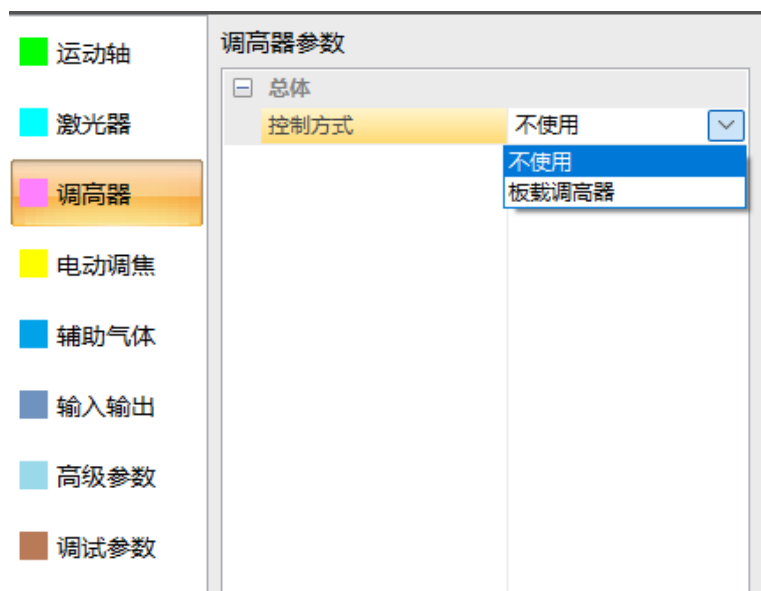 运动轴
激光器
调高器
电动调焦
辅助气体
输入输出
高级参数
调试参数
调高器参数
总体
控制方式 不使用
不使用
板载调高器